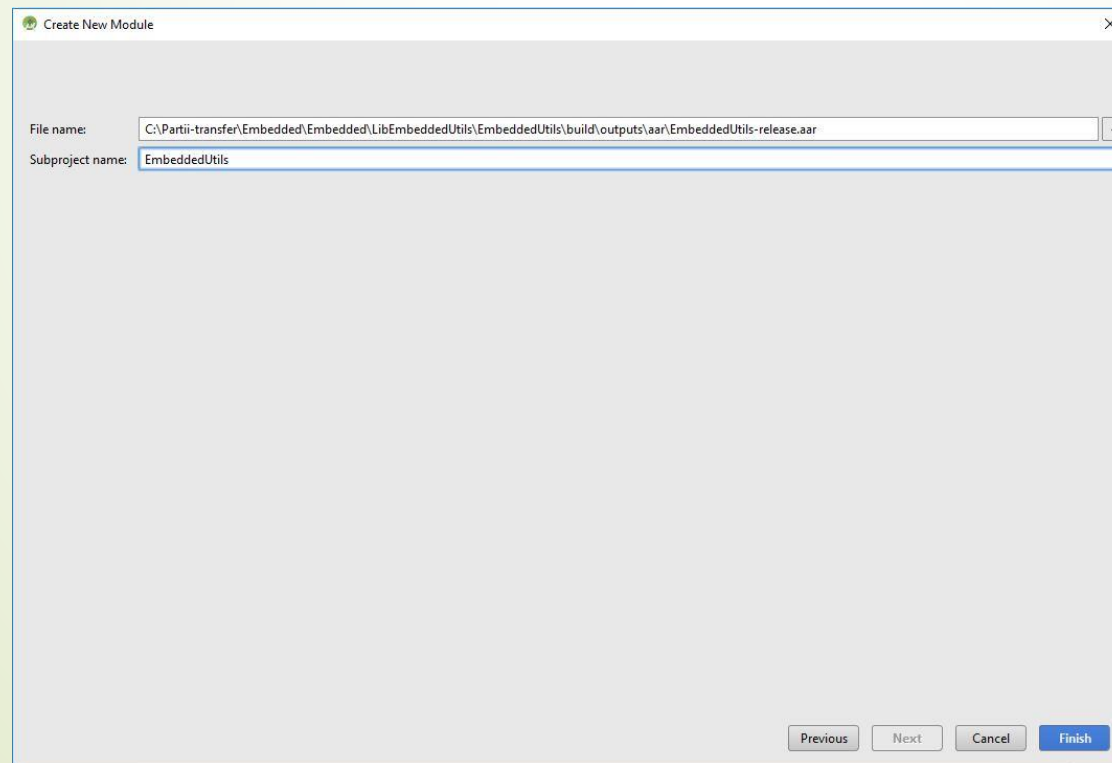 Create New Module
File name: C:\Partii-transfer\Embedded\Embedded\LibEmbeddedUtils\EmbeddedUtils\build\outputs\aar\EmbeddedUtils-release.aar
Subproject name: EmbeddedUtils
Previous Next Cancel Finish